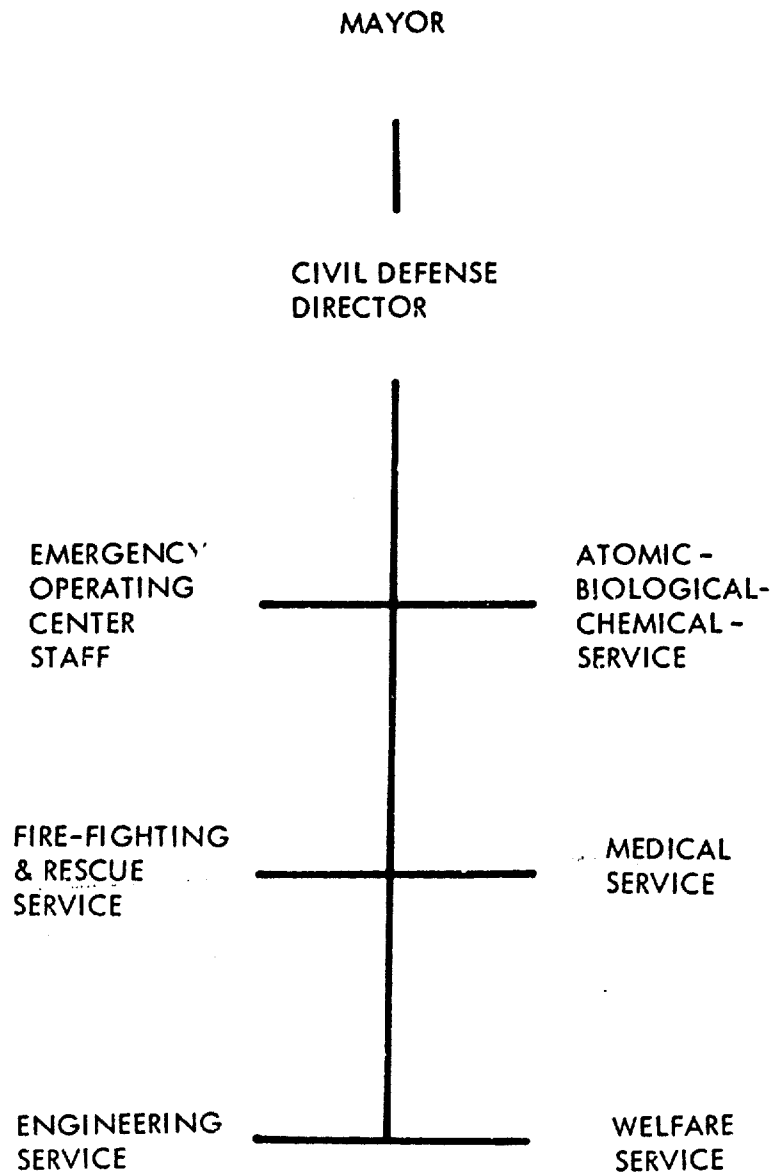 MAYOR
CIVIL DEFENSE
DIRECTOR
EMERGENCY
OPERATING
CENTER
STAFF
ATOMIC-
BIOLOGICAL-
CHEMICAL-
SERVICE
FIRE-FIGHTING
& RESCUE
SERVICE
MEDICAL
SERVICE
ENGINEERING
SERVICE
WELFARE
SERVICE